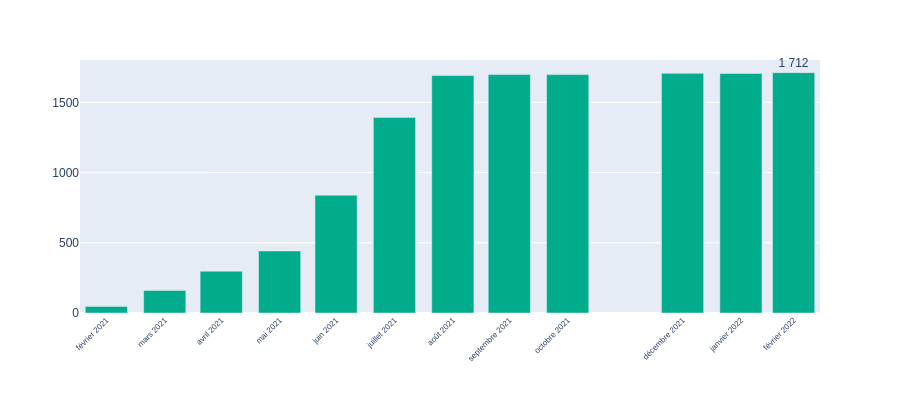 1 712
1500
1000
500
0
février 2021
mars 2021
avril 2021
mai 2021
juin 2021
juillet 2021
août 2021
septembre 2021
octobre 2021
décembre 2021
janvier 2022
février 2022